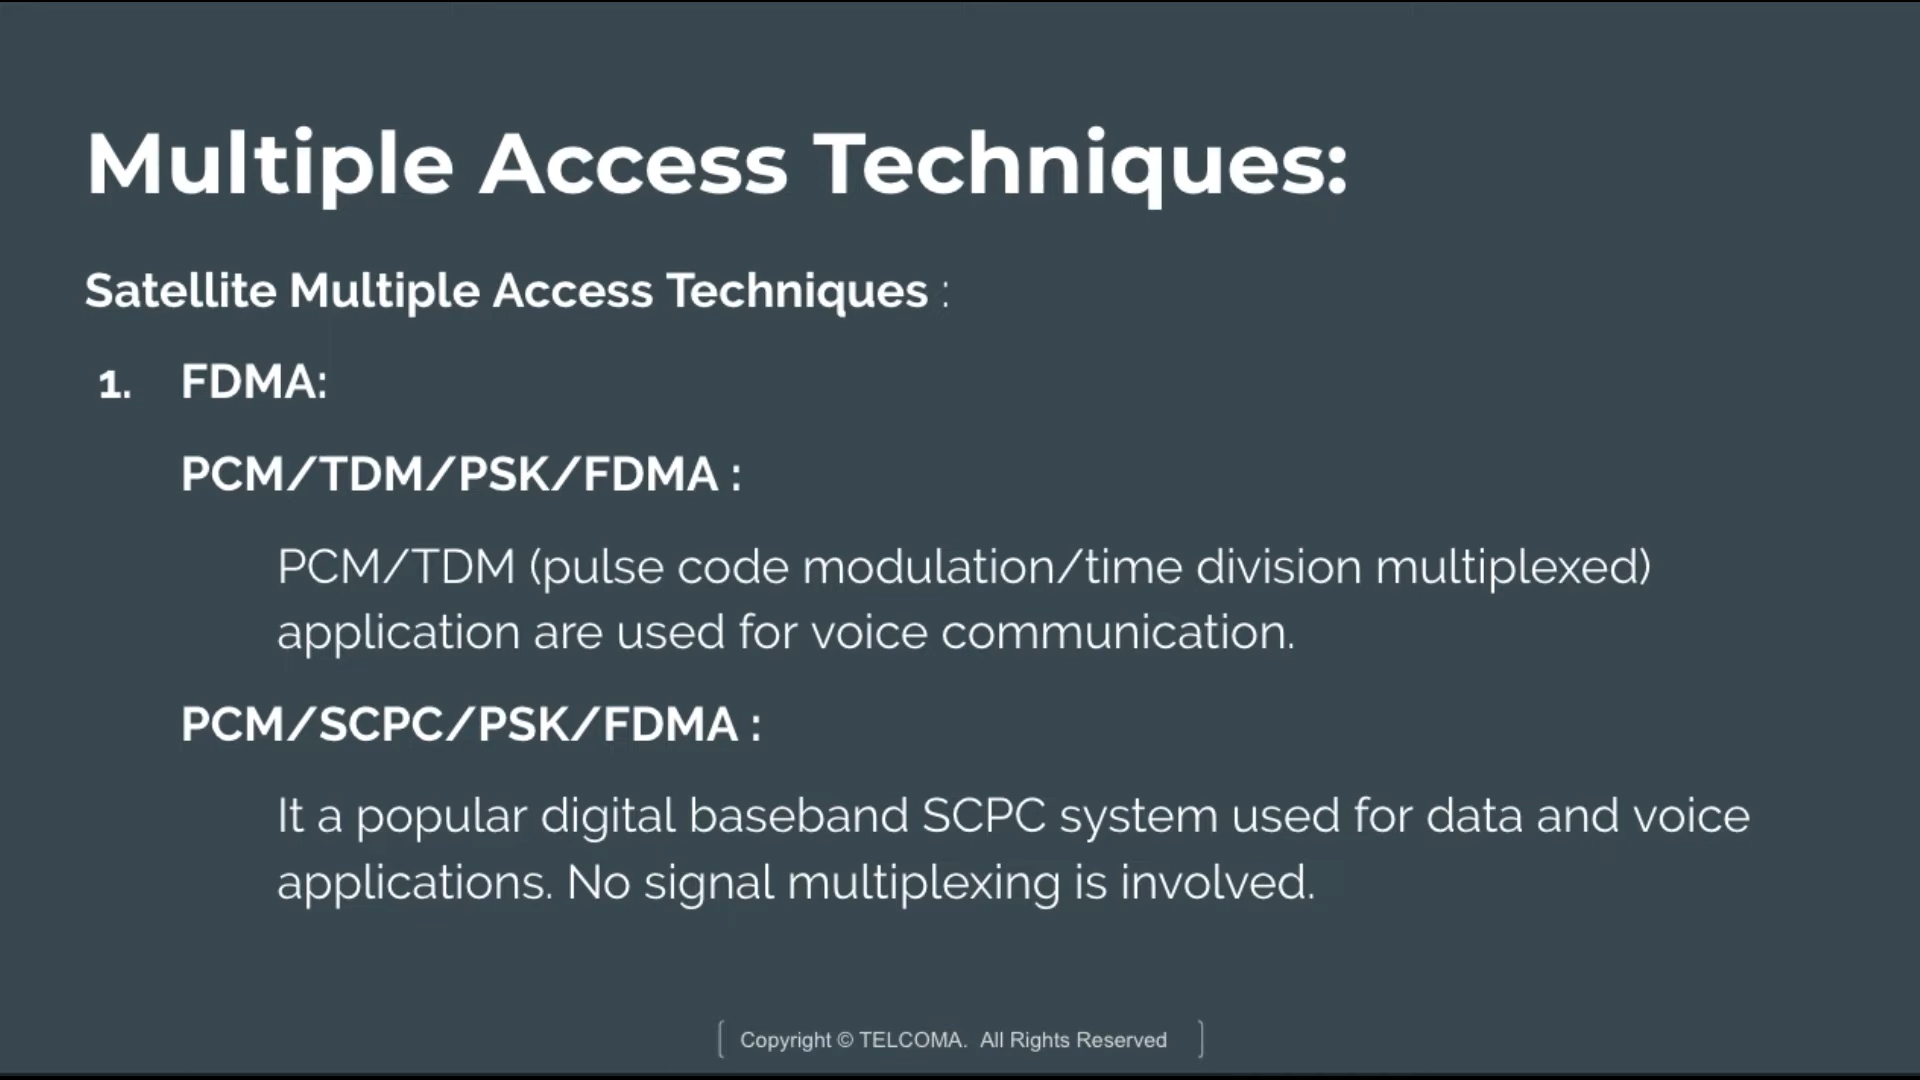 Multiple Access Techniques:
Satellite Multiple Access Techniques :
1. FDMA:
PCM/TDM/PSK/FDMA :
PCM/TDM (pulse code modulation/time division multiplexed)
application are used for voice communication.
PCM/SCPC/PSK/FDMA :
It a popular digital baseband SCPC system used for data and voice
applications. No signal multiplexing is involved.
Copyright © TELCOMA. All Rights Reserved